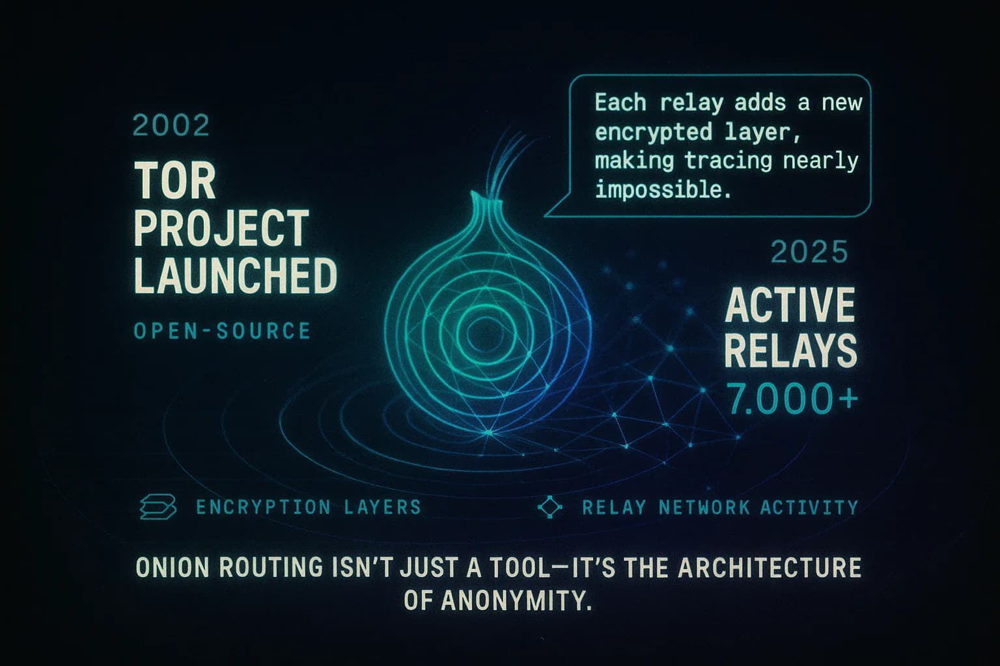 2002
TOR
PROJECT
LAUNCHED
OPEN-SOURCE
Each relay adds a new
encrypted layer,
making tracing nearly
impossible.
2025
ACTIVE
RELAYS
7.000+
ENCRYPTION LAYERS
RELAY NETWORK ACTIVITY
ONION ROUTING ISN'T JUST A TOOL—IT'S THE ARCHITECTURE
OF ANONYMITY.